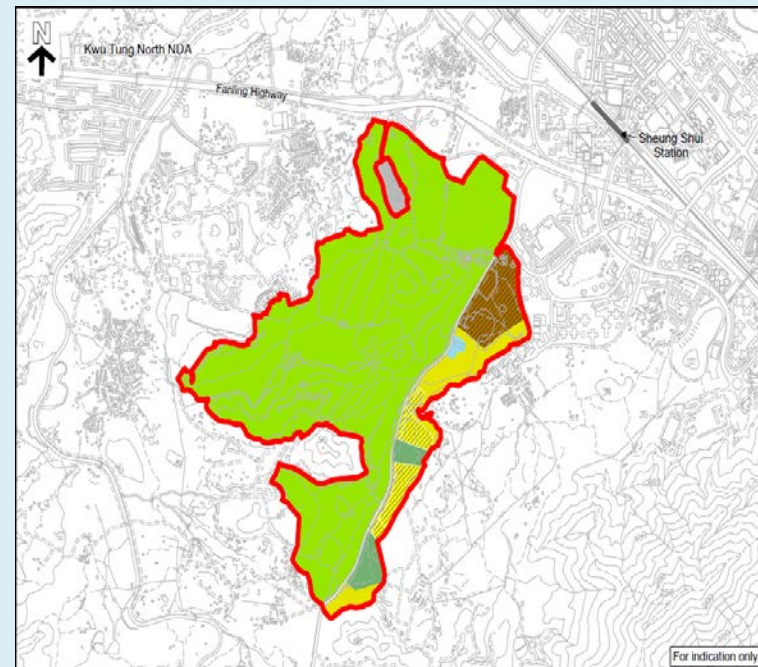 N
Kwu Tung North NDA
Fanling Highway
Sheung Shui
Station
For indication only